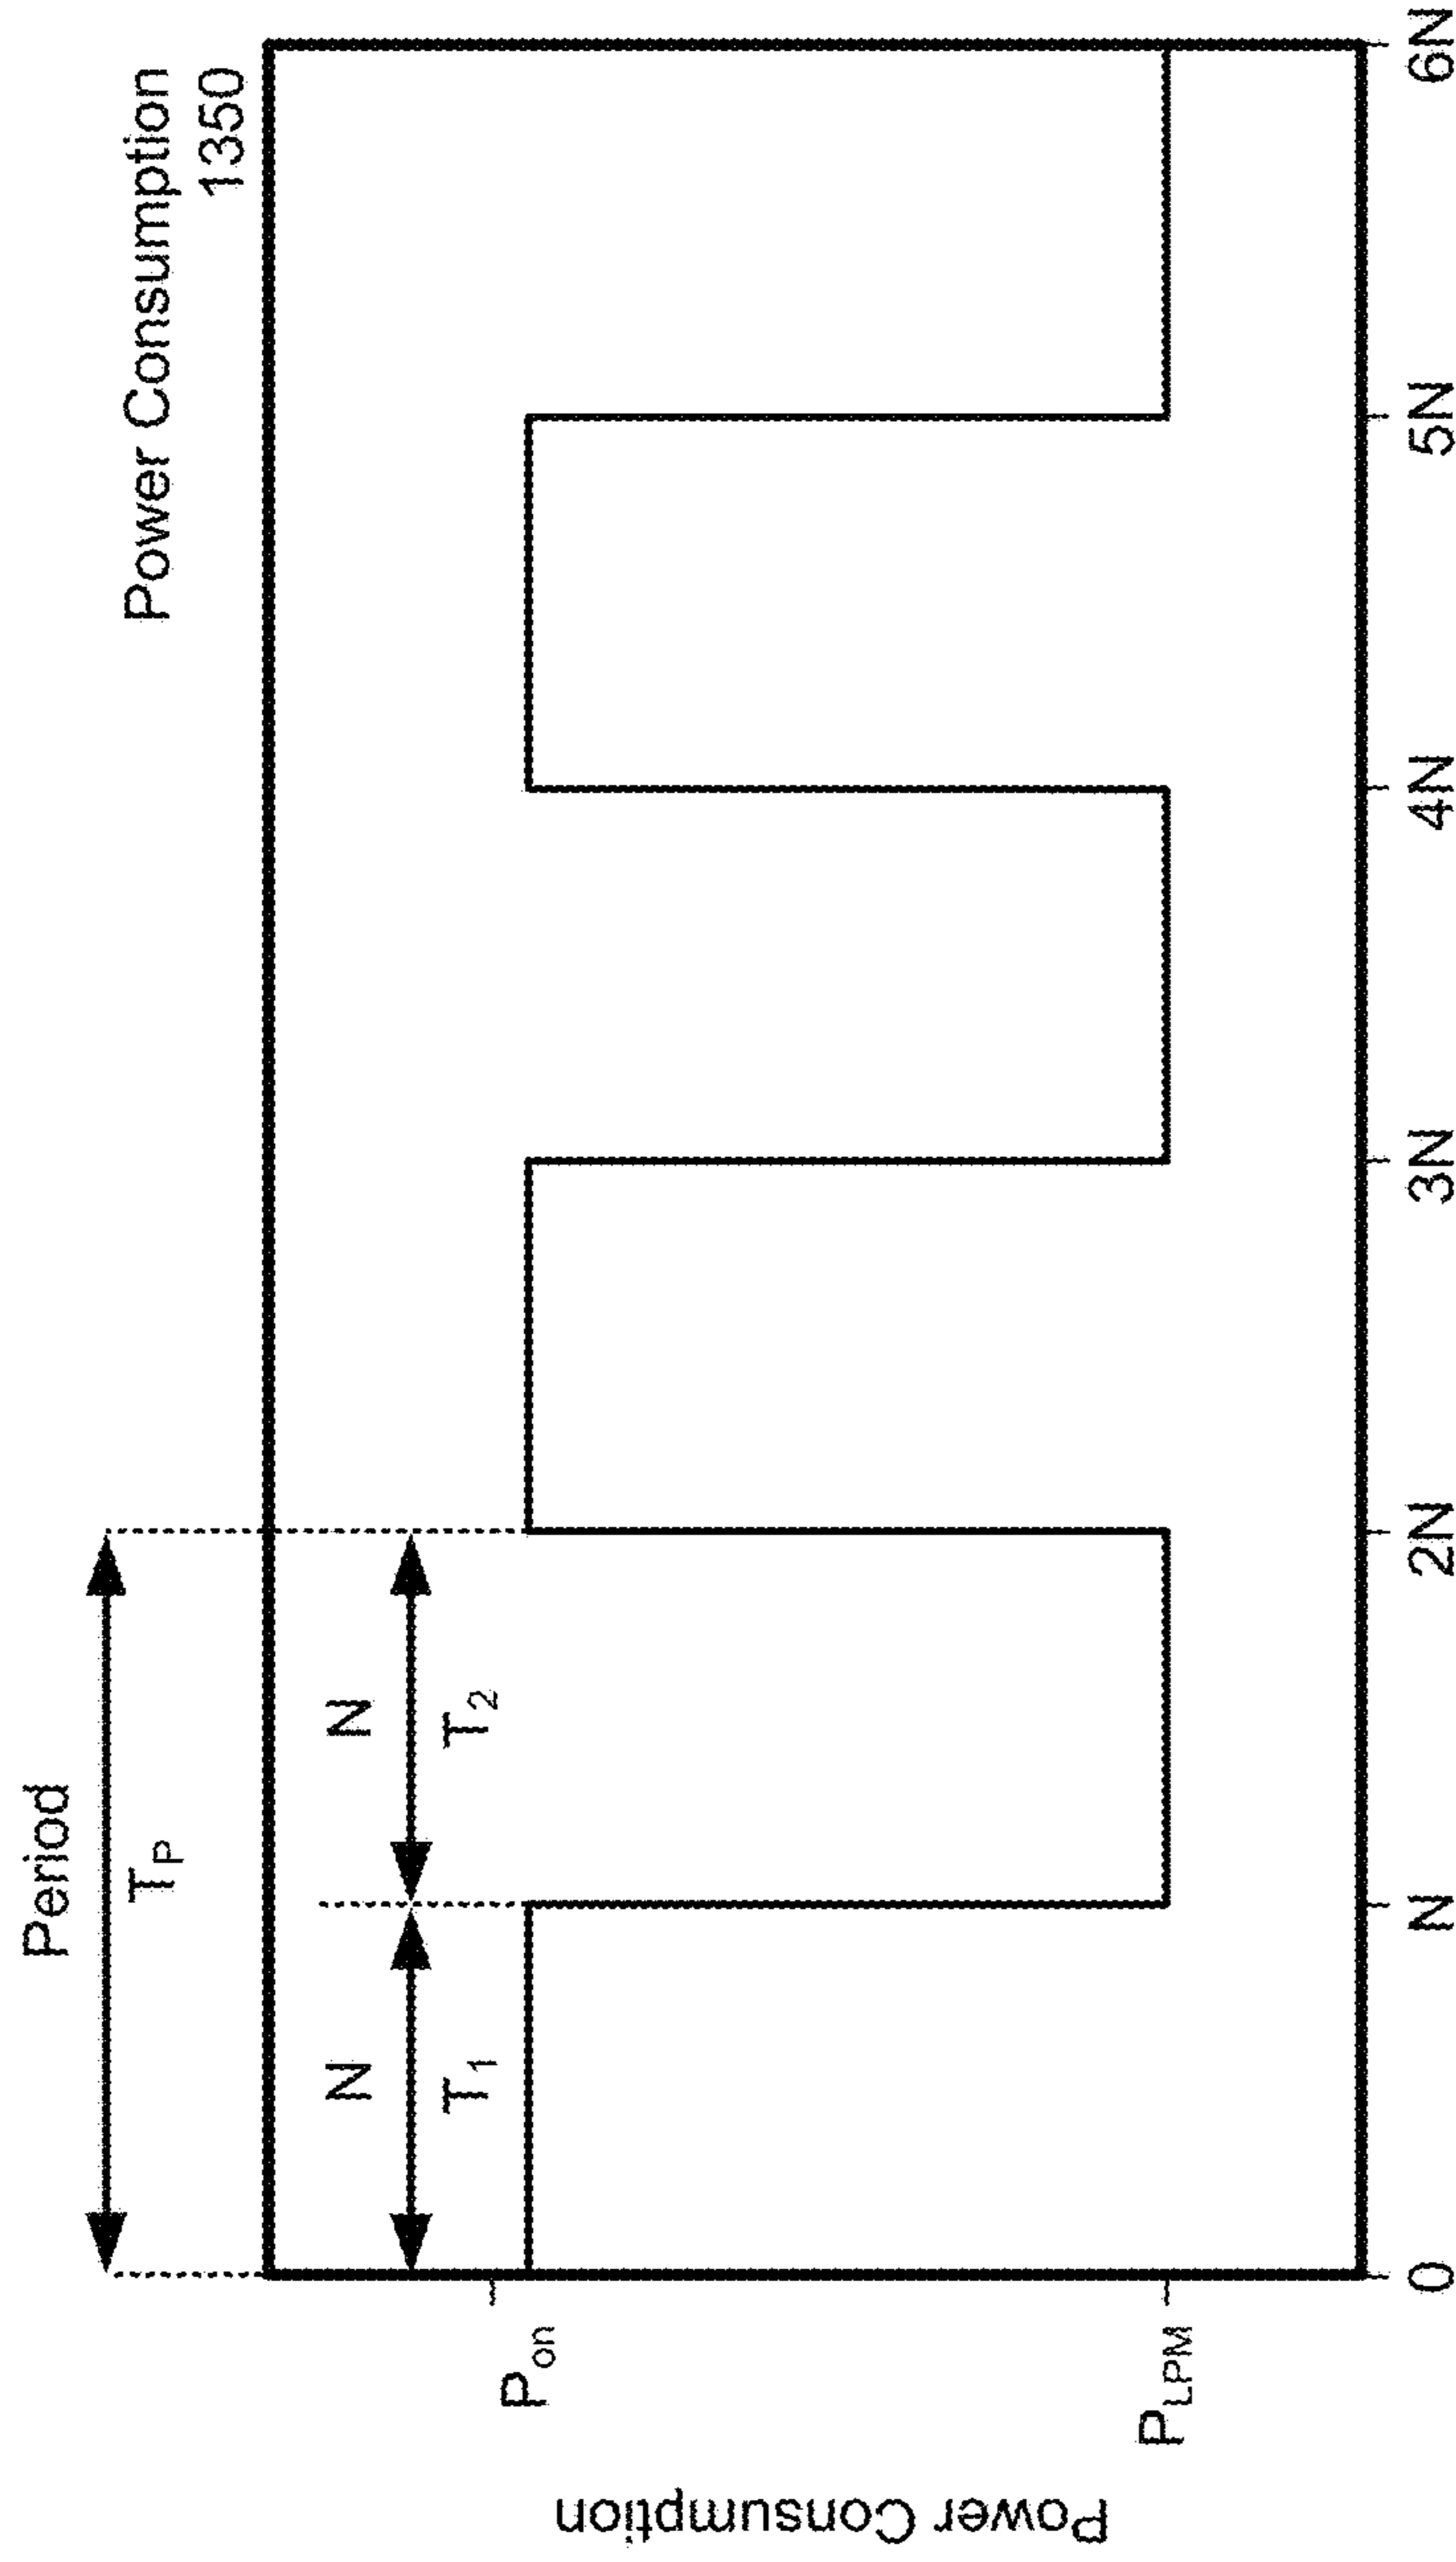 Power Consumption
1350
Period
T_P
N
N
T_1
T_2
P_on
P_LPM
Power Consumption
0
N
2N
3N
4N
5N
6N